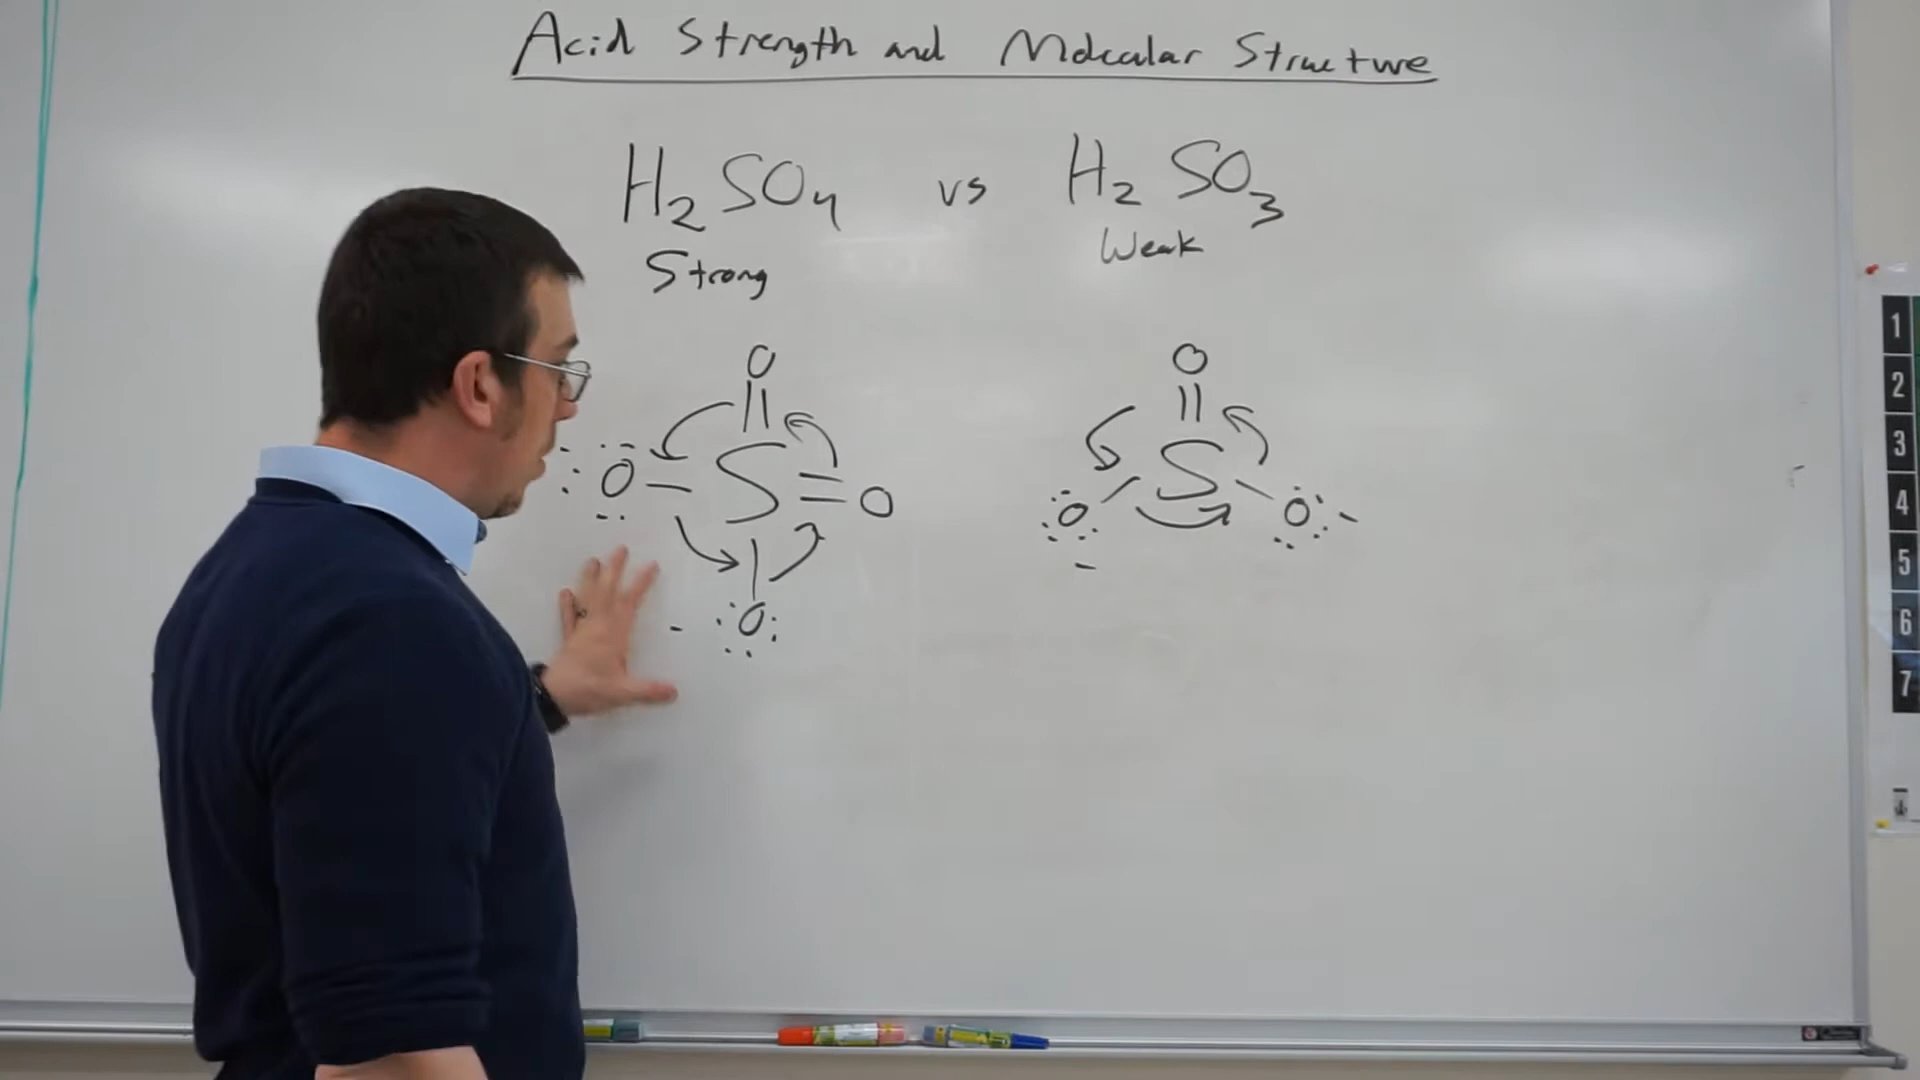 Acid Strength and Molecular Structure
H2SO4 vs H2SO3
Strong Weak
O O
O S O O S O
O
1
2
3
4
5
6
7